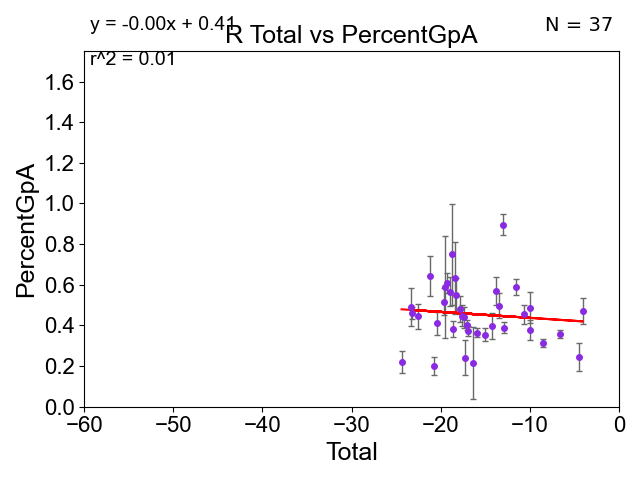 y = -0.00x + 0.41
N = 37
R Total vs PercentGpA
r^2 = 0.01
PercentGpA
1.6
1.4
1.2
1.0
0.8
0.6
0.4
0.2
0.0
−60
−50
−40
−30
−20
−10
0
Total